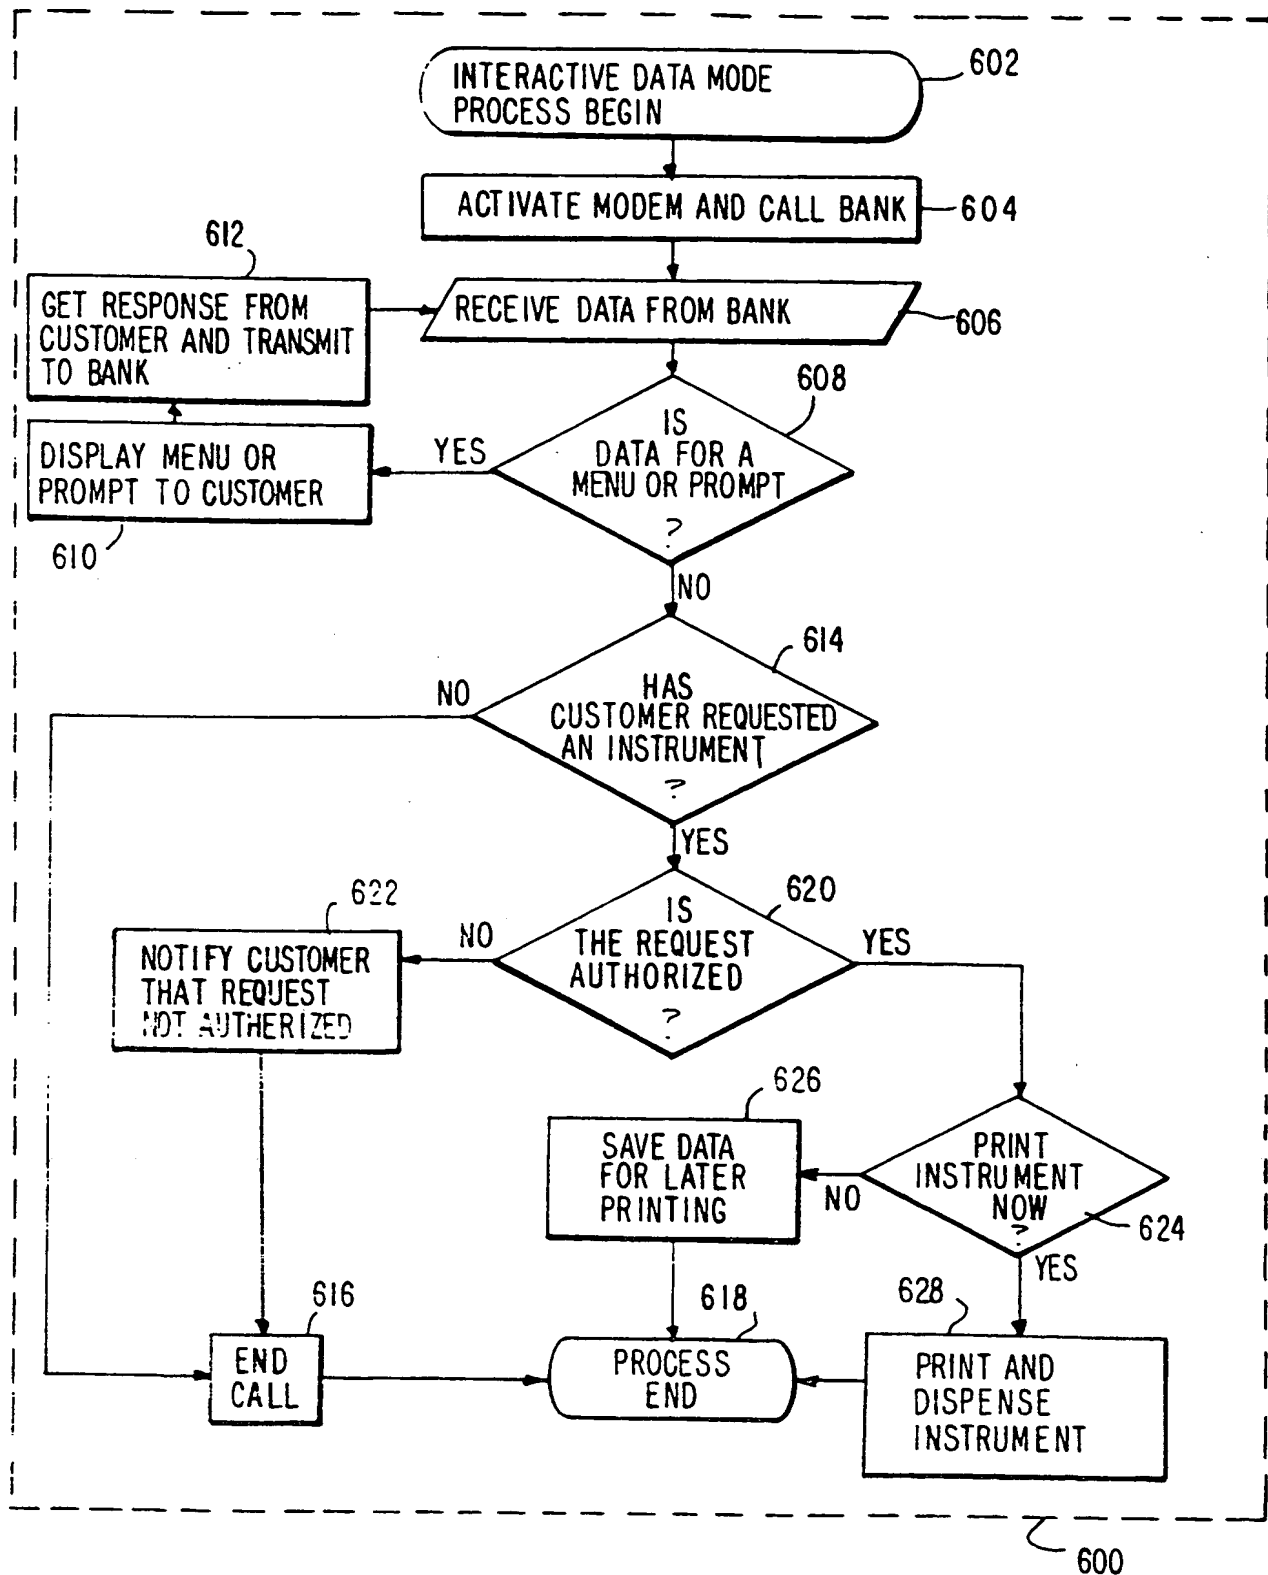 INTERACTIVE DATA MODE
PROCESS BEGIN
602
ACTIVATE MODEM AND CALL BANK
604
612
GET RESPONSE FROM
CUSTOMER AND TRANSMIT
TO BANK
RECEIVE DATA FROM BANK
606
608
IS
DATA FOR A
MENU OR PROMPT
?
YES
DISPLAY MENU OR
PROMPT TO CUSTOMER
610
NO
614
HAS
CUSTOMER REQUESTED
AN INSTRUMENT
?
NO
YES
620
IS
THE REQUEST
AUTHORIZED
?
NO
YES
622
NOTIFY CUSTOMER
THAT REQUEST
NOT AUTHERIZED
626
SAVE DATA
FOR LATER
PRINTING
NO
PRINT
INSTRUMENT
NOW
?
624
YES
616
END
CALL
618
PROCESS
END
628
PRINT AND
DISPENSE
INSTRUMENT
600